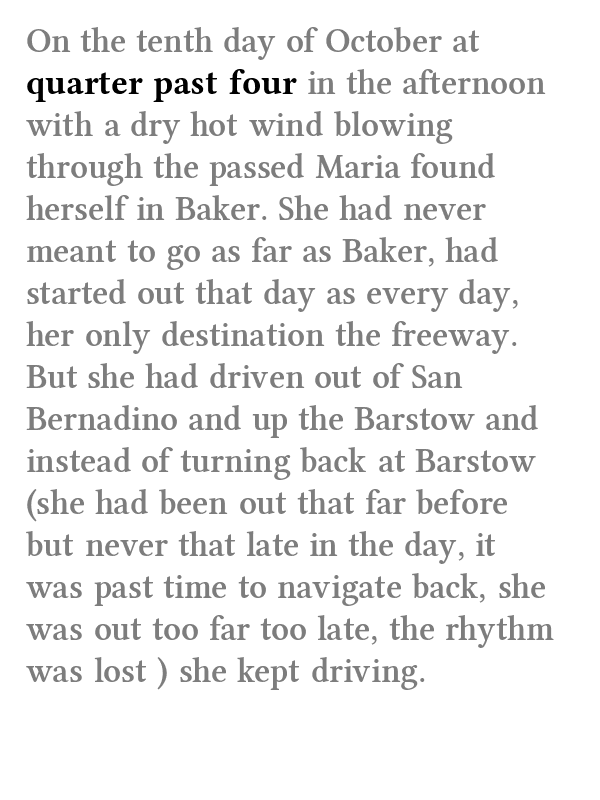 On the tenth day of October at
quarter past four in the afternoon
with a dry hot wind blowing
through the passed Maria found
herself in Baker. She had never
meant to go as far as Baker, had
started out that day as every day,
her only destination the freeway.
But she had driven out of San
Bernadino and up the Barstow and
instead of turning back at Barstow
(she had been out that far before
but never that late in the day, it
was past time to navigate back, she
was out too far too late, the rhythm
was lost ) she kept driving.